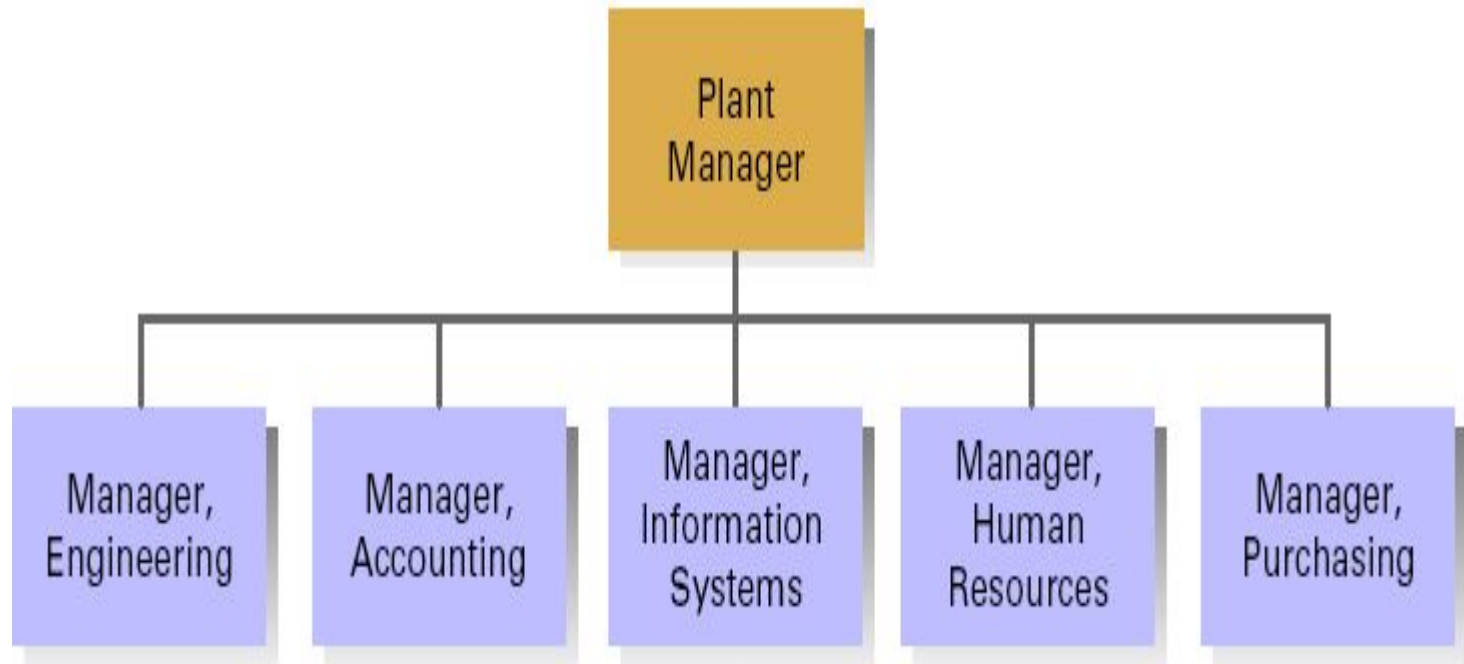 Plant
Manager
Manager,
Engineering
Manager,
Accounting
Manager,
Information
Systems
Manager,
Human
Resources
Manager,
Purchasing